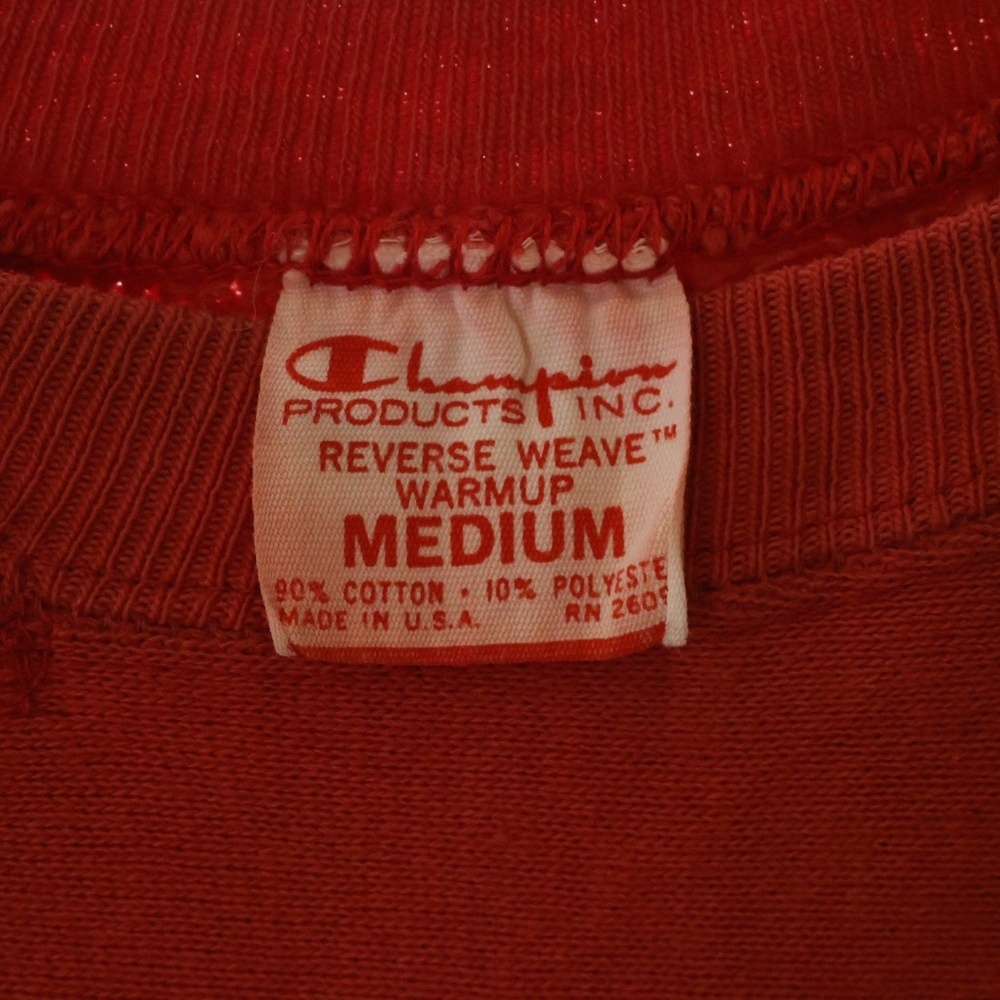 Champion
PRODUCTS INC.
REVERSE WEAVE™
WARMUP
MEDIUM
90% COTTON · 10% POLYESTE
MADE IN U.S.A. RN 2609